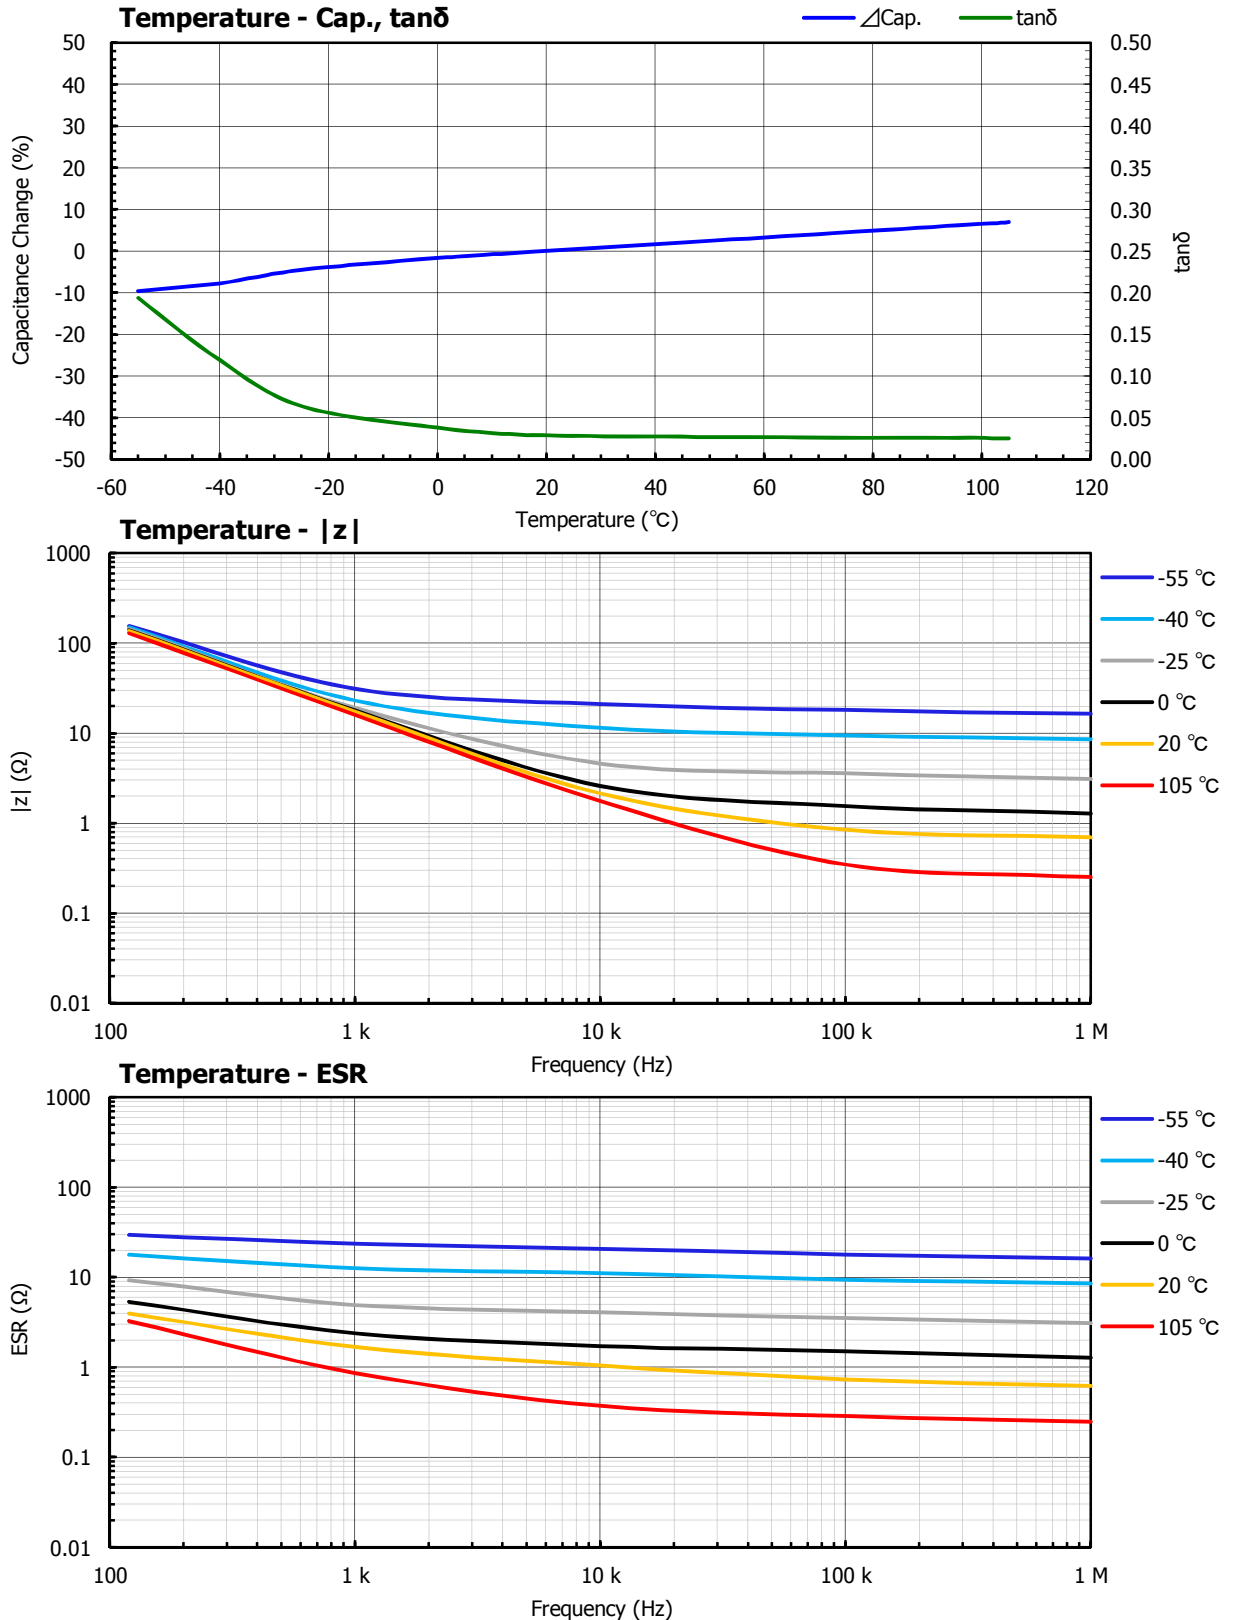 Temperature - Cap., tanδ
⊿Cap. tanδ
50 0.50
40 0.45
30 0.40
20 0.35
10 0.30
0 0.25
-10 0.20
-20 0.15
-30 0.10
-40 0.05
-50 0.00
Capacitance Change (%)
tanδ
-60 -40 -20 0 20 40 60 80 100 120
Temperature (℃)
Temperature - |z|
1000
100
10
1
0.1
0.01
|z| (Ω)
-55 ℃
-40 ℃
-25 ℃
0 ℃
20 ℃
105 ℃
100 1 k 10 k 100 k 1 M
Frequency (Hz)
Temperature - ESR
1000
100
10
1
0.1
0.01
ESR (Ω)
-55 ℃
-40 ℃
-25 ℃
0 ℃
20 ℃
105 ℃
100 1 k 10 k 100 k 1 M
Frequency (Hz)